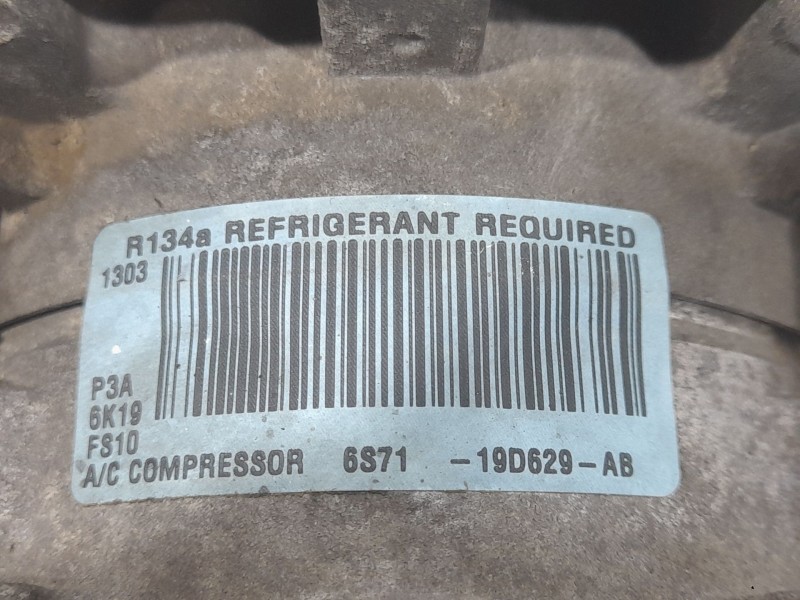 R134a REFRIGERANT REQUIRED
1303
P3A
6K19
FS10
A/C COMPRESSOR 6S71 -19D629-AB